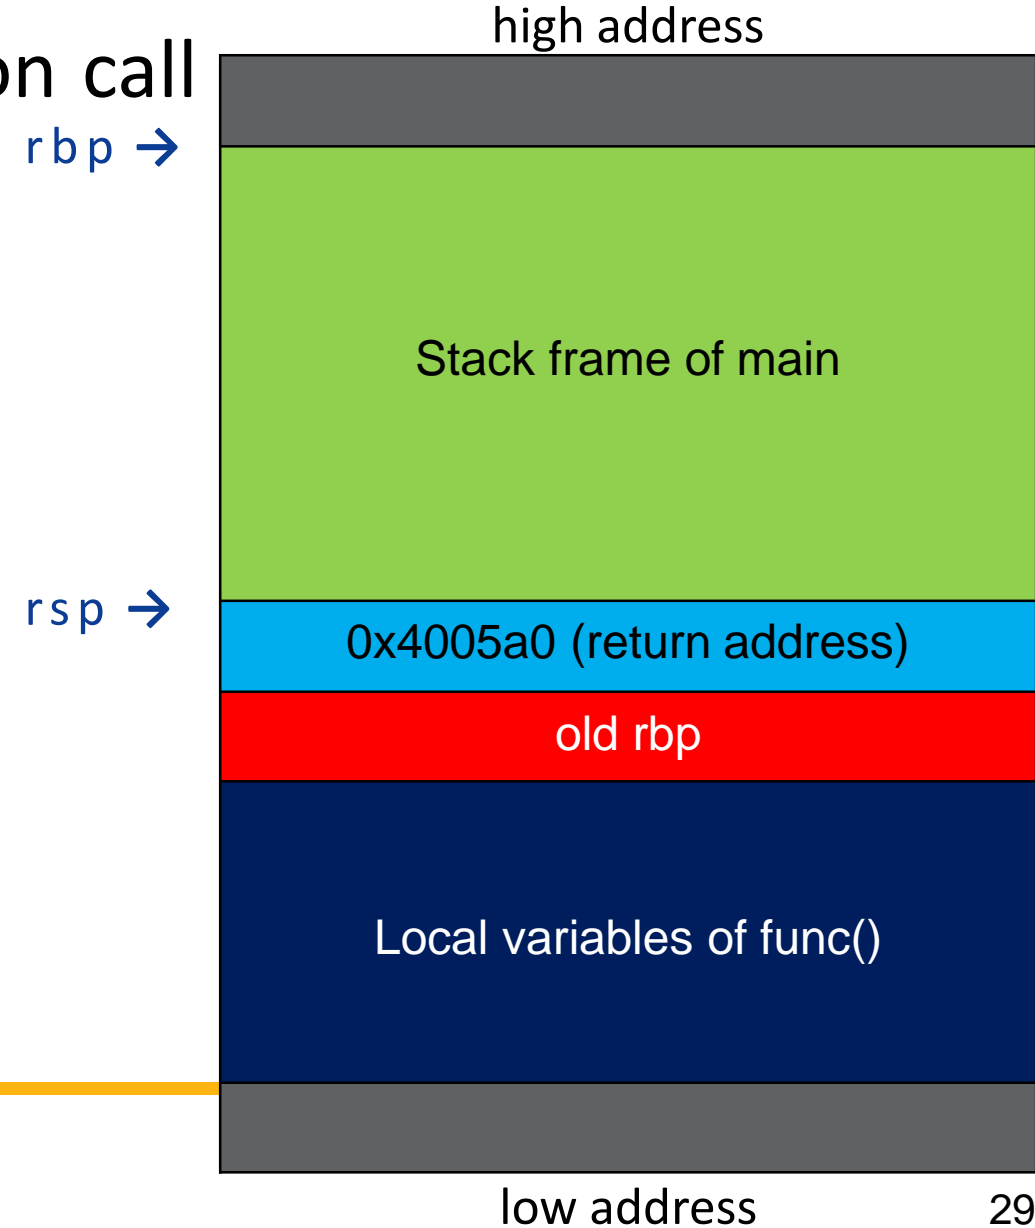 high address
on call
rbp →
Stack frame of main
rsp →
0x4005a0 (return address)
old rbp
Local variables of func()
low address
29